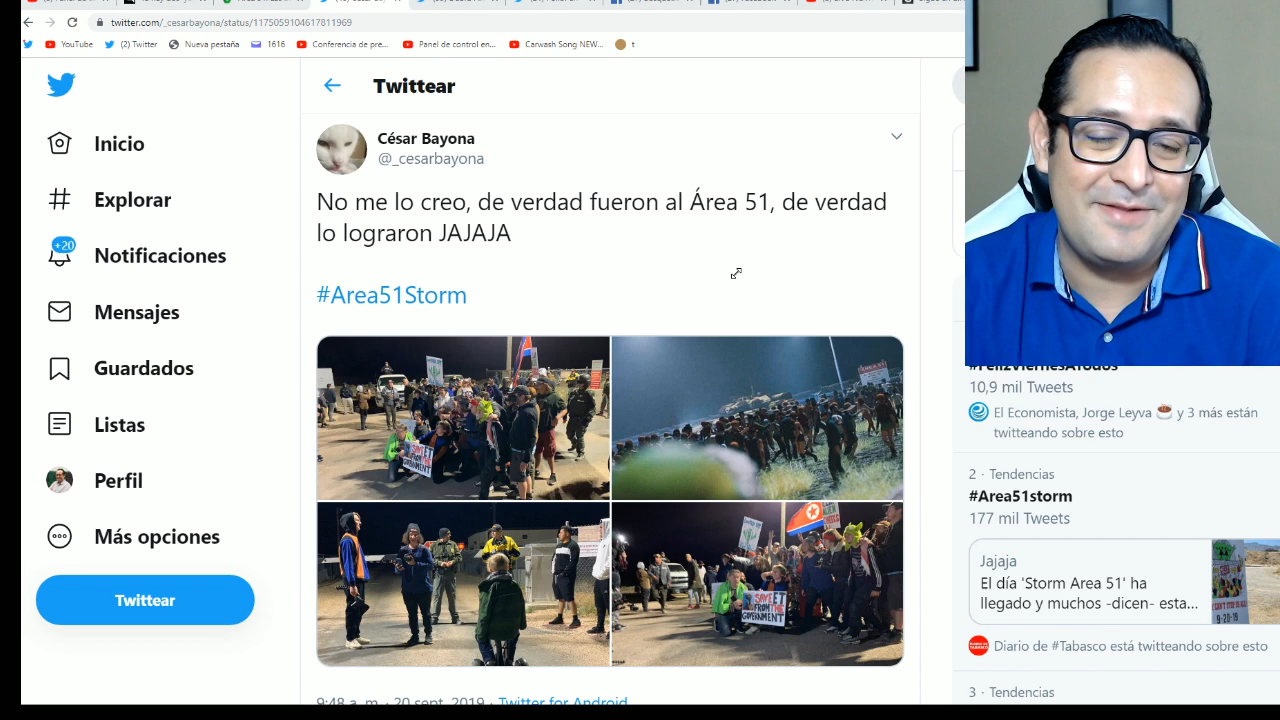 twitter.com/_cesarbayona/status/1175059104617811969
YouTube
(2) Twitter
Nueva pestaña
1616
Conferencia de pre...
Panel de control en...
Carwash Song NEW...
t
Twittear
Inicio
Explorar
+20
Notificaciones
Mensajes
Guardados
Listas
Perfil
Más opciones
Twittear
César Bayona
@_cesarbayona
No me lo creo, de verdad fueron al Área 51, de verdad
lo lograron JAJAJA
#Area51Storm
SAVE ET
FROM THE
GOVERNMENT
9:48 a. m. · 20 sept. 2019 · Twitter for Android
#FelizViernesATodos
10,9 mil Tweets
El Economista, Jorge Leyva y 3 más están
twitteando sobre esto
2 · Tendencias
#Area51storm
177 mil Tweets
Jajaja
El día 'Storm Area 51' ha
llegado y muchos -dicen- esta...
9-20-19
Diario de #Tabasco está twitteando sobre esto
3 · Tendencias